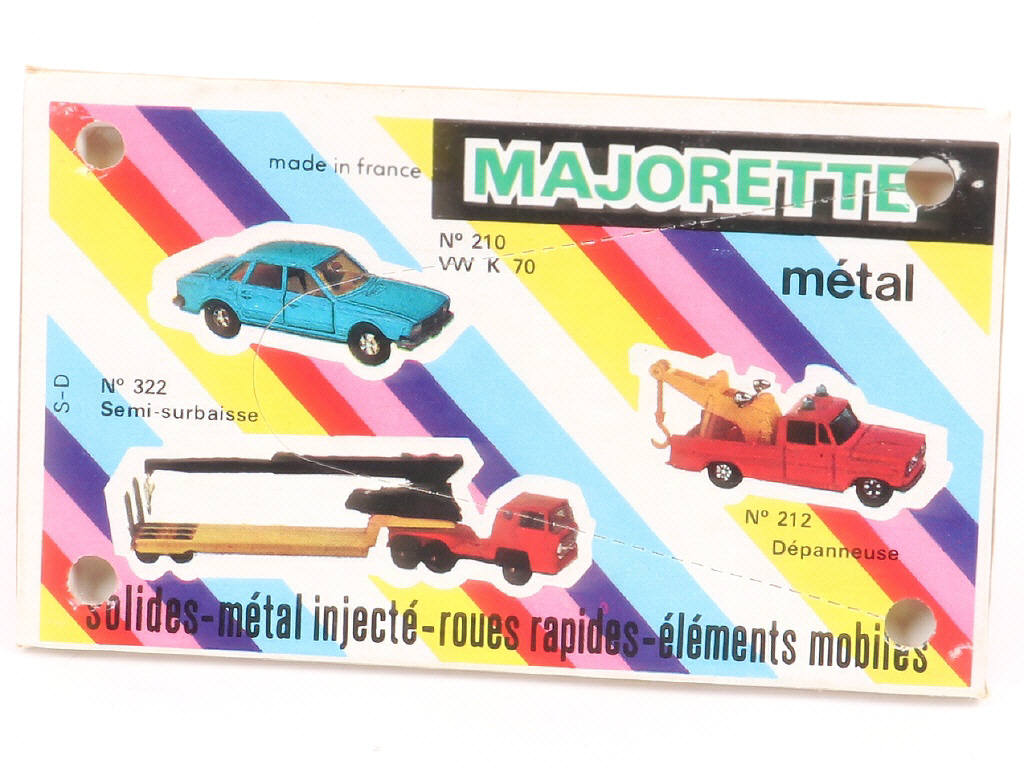 made in france
MAJORETTE
métal
Nº 210
VW K 70
S-D
Nº 322
Semi-surbaisse
Nº 212
Dépanneuse
solides-métal injecté-roues rapides-éléments mobiles